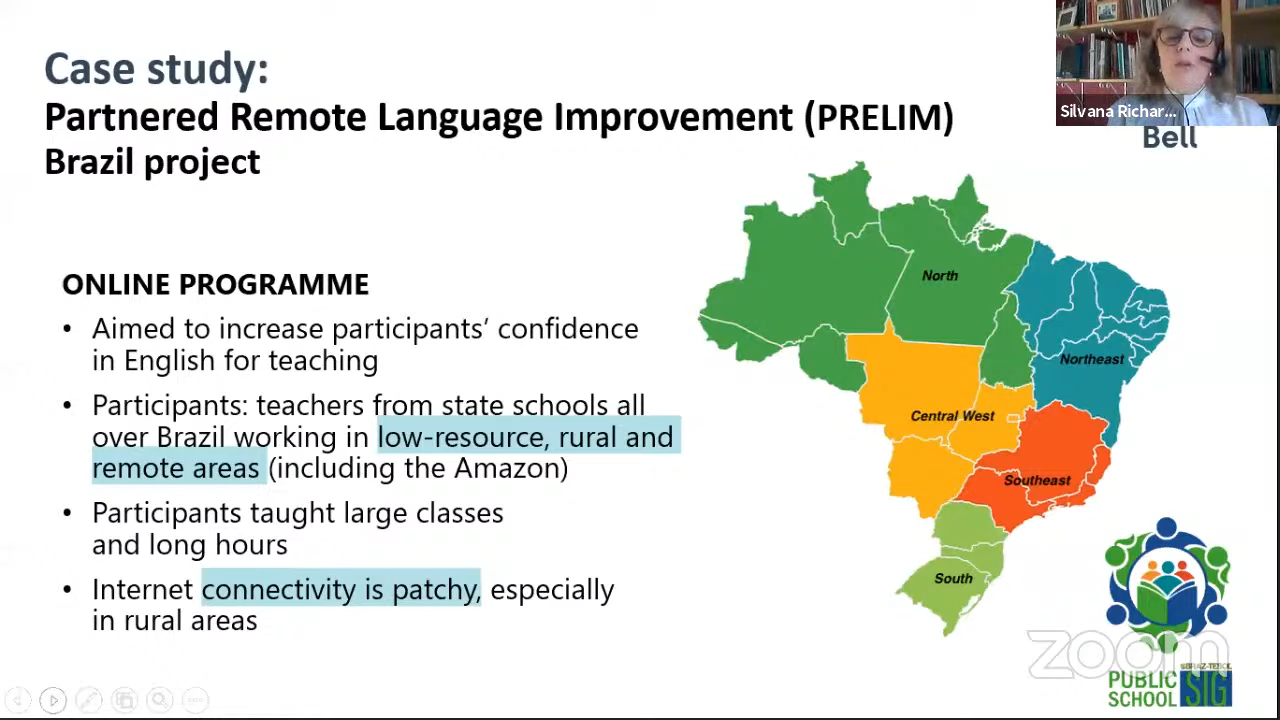 Case study:
Partnered Remote Language Improvement (PRELIM)
Brazil project
Silvana Richar...
Bell
ONLINE PROGRAMME
• Aimed to increase participants’ confidence
in English for teaching
• Participants: teachers from state schools all
over Brazil working in low-resource, rural and
remote areas (including the Amazon)
• Participants taught large classes
and long hours
• Internet connectivity is patchy, especially
in rural areas
North
Northeast
Central West
Southeast
South
zoom
BRAZ-TESOL
PUBLIC
SCHOOL
SIG